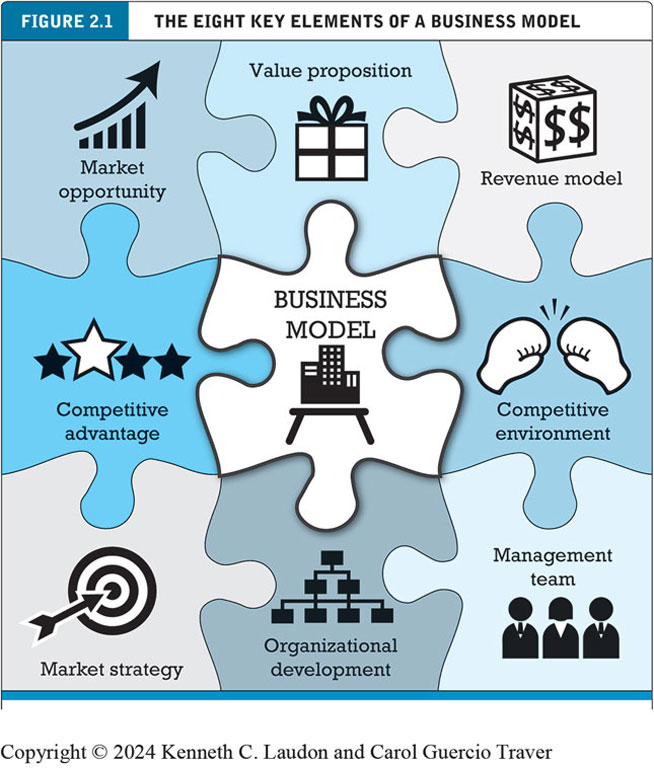 FIGURE 2.1 THE EIGHT KEY ELEMENTS OF A BUSINESS MODEL
Market
opportunity
Value proposition
$$ $$ $$
Revenue model
Competitive
advantage
BUSINESS
MODEL
Competitive
environment
Market strategy
Organizational
development
Management
team
Copyright © 2024 Kenneth C. Laudon and Carol Guercio Traver